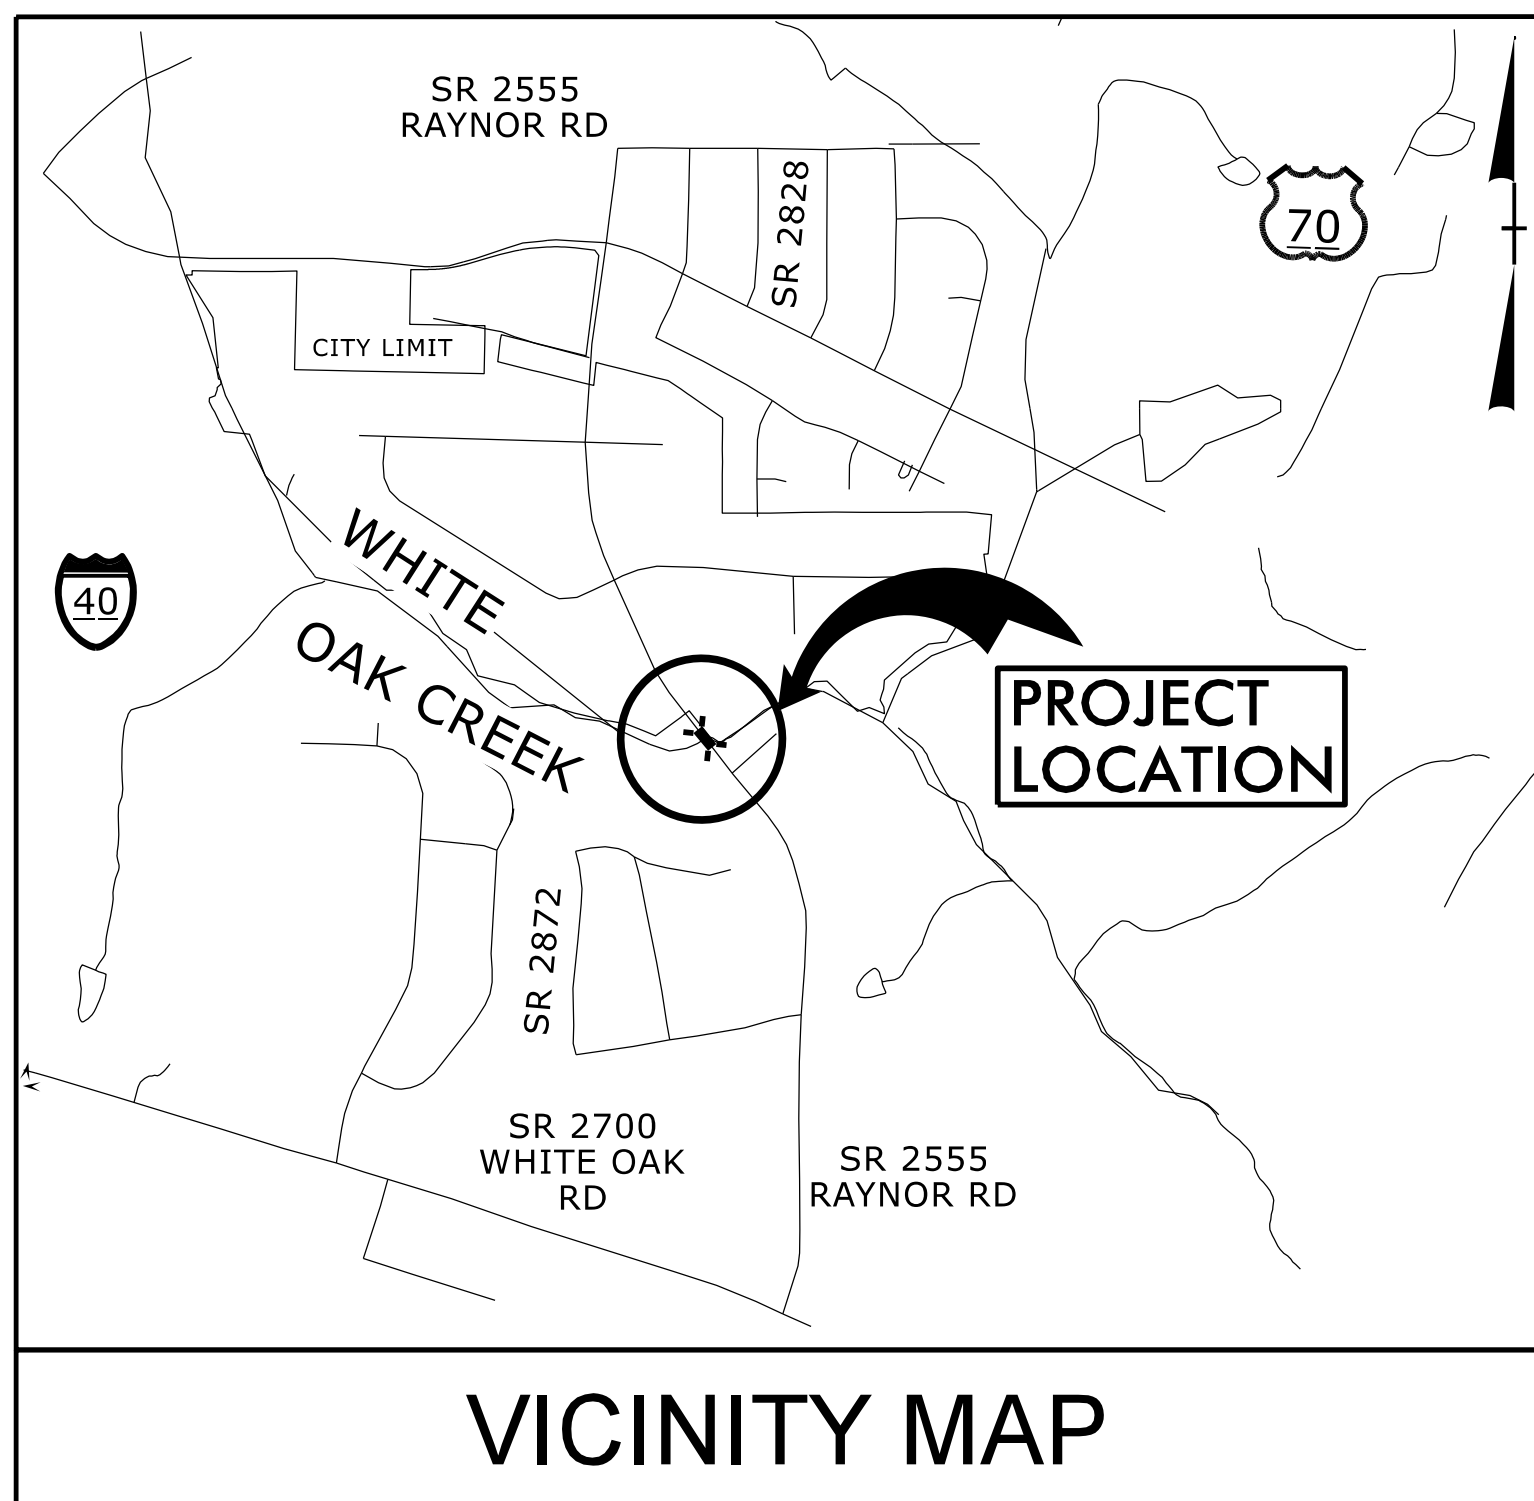 SR 2555
RAYNOR RD
SR 2828
70
CITY LIMIT
WHITE
OAK CREEK
40
PROJECT
LOCATION
SR 2872
SR 2700
WHITE OAK
RD
SR 2555
RAYNOR RD
VICINITY MAP